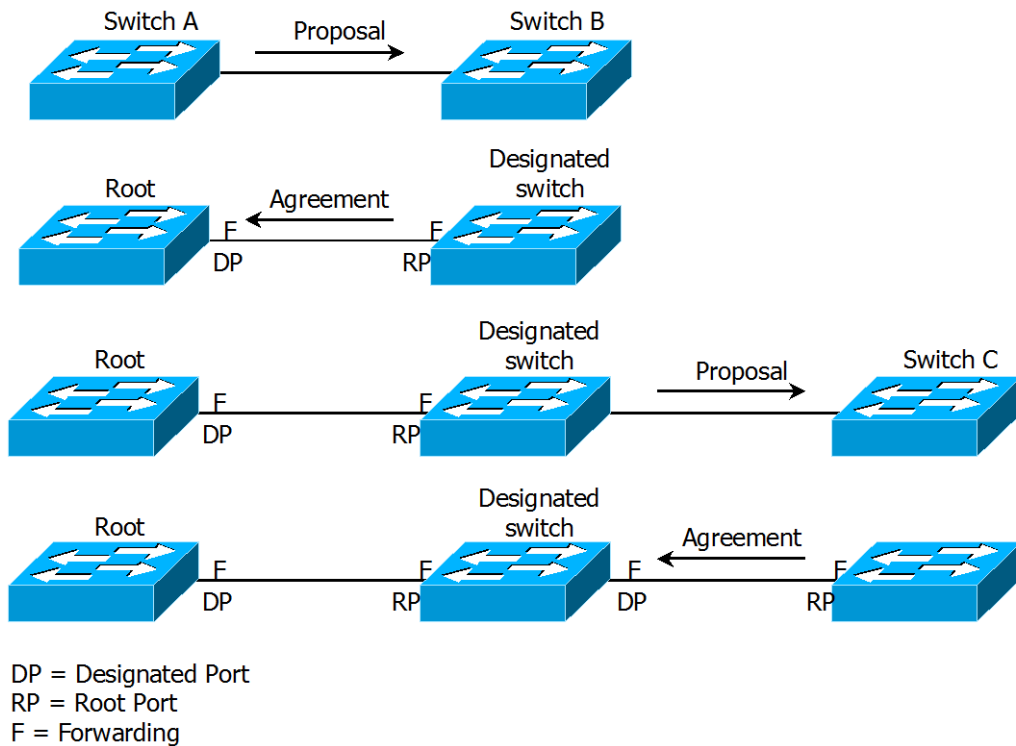 Switch A
Proposal
Switch B
Root
Agreement
Designated
switch
F
F
DP
RP
Root
Designated
switch
Proposal
Switch C
F
F
DP
RP
Root
Designated
switch
Agreement
F
F
F
F
DP
RP
DP
RP
DP = Designated Port
RP = Root Port
F = Forwarding